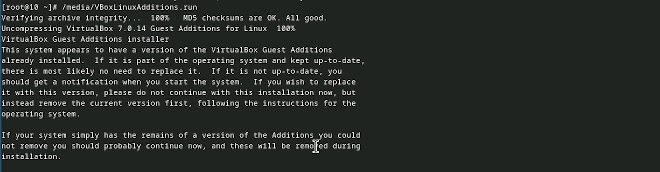 [root@10 ~]# /media/VBoxLinuxAdditions.run
Verifying archive integrity...  100%   MD5 checksums are OK. All good.
Uncompressing VirtualBox 7.0.14 Guest Additions for Linux  100%
VirtualBox Guest Additions installer
This system appears to have a version of the VirtualBox Guest Additions
already installed.  If it is part of the operating system and kept up-to-date,
there is most likely no need to replace it.  If it is not up-to-date, you
should get a notification when you start the system.  If you wish to replace
it with this version, please do not continue with this installation now, but
instead remove the current version first, following the instructions for the
operating system.
If your system simply has the remains of a version of the Additions you could
not remove you should probably continue now, and these will be removed during
installation.